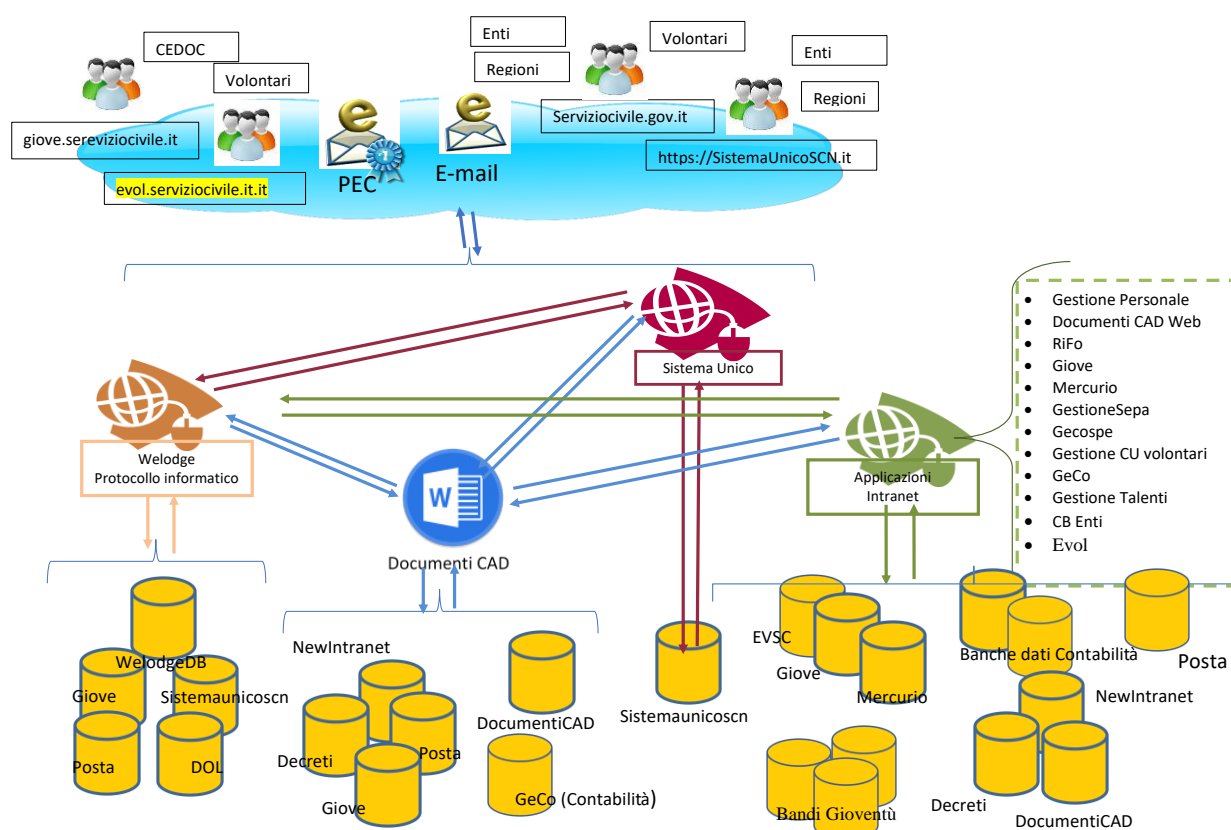 CEDOC
Volontari
Enti
Regioni
Volontari
Enti
Regioni
giove.sereviziocivile.it
evol.serviziocivile.it.it
PEC
E-mail
Serviziocivile.gov.it
https://SistemaUnicoSCN.it
Sistema Unico
Welodge
Protocollo informatico
W
Documenti CAD
Applicazioni
Intranet
Gestione Personale
Documenti CAD Web
RiFo
Giove
Mercurio
GestioneSepa
Gecospe
Gestione CU volontari
GeCo
Gestione Talenti
CB Enti
Evol
WelodgeDB
Giove
Sistemaunicoscn
Posta
DOL
NewIntranet
Decreti
Posta
Giove
DocumentiCAD
GeCo (Contabilità)
Sistemaunicoscn
EVSC
Giove
Mercurio
Banche dati Contabilità
Posta
NewIntranet
Decreti
DocumentiCAD
Bandi Gioventù